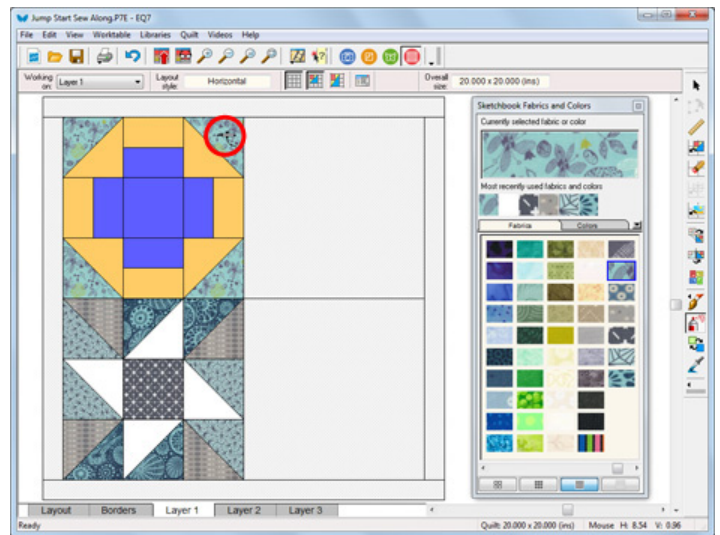 Jump Start Sew Along.P7E - EQ7
File Edit View Worktable Libraries Quilt Videos Help
Working on: Layer 1 Layout style: Horizontal Overall size: 20.000 x 20.000 (ins)
Sketchbook Fabrics and Colors
Currently selected fabric or color
Most recently used fabrics and colors
Fabrics Colors
Layout Borders Layer 1 Layer 2 Layer 3
Ready Quilt: 20.000 x 20.000 (ins) Mouse H: 8.54 V: 0.96